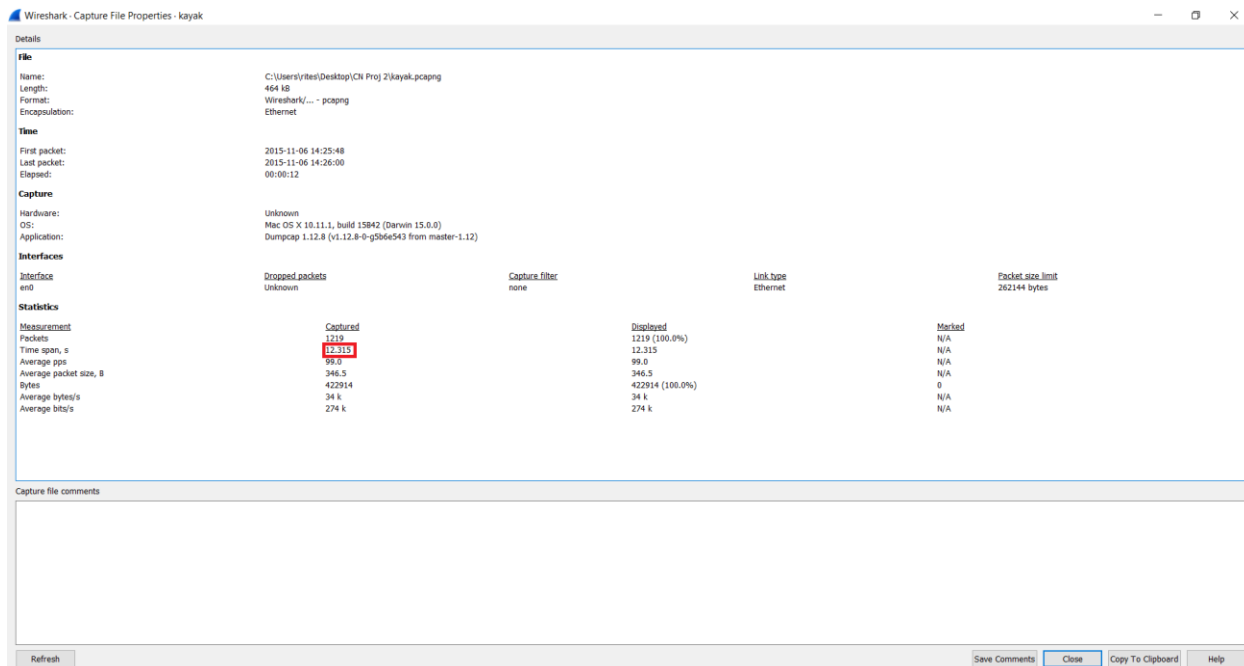 Wireshark · Capture File Properties · kayak
Details
File
Name: C:\Users\rites\Desktop\CN Proj 2\kayak.pcapng
Length: 464 kB
Format: Wireshark/... - pcapng
Encapsulation: Ethernet
Time
First packet: 2015-11-06 14:25:48
Last packet: 2015-11-06 14:26:00
Elapsed: 00:00:12
Capture
Hardware: Unknown
OS: Mac OS X 10.11.1, build 15B42 (Darwin 15.0.0)
Application: Dumpcap 1.12.8 (v1.12.8-0-g5b6e543 from master-1.12)
Interfaces
Interface Dropped packets Capture filter Link type Packet size limit
en0 Unknown none Ethernet 262144 bytes
Statistics
Measurement Captured Displayed Marked
Packets 1219 1219 (100.0%) N/A
Time span, s 12.315 12.315 N/A
Average pps 99.0 99.0 N/A
Average packet size, B 346.5 346.5 N/A
Bytes 422914 422914 (100.0%) 0
Average bytes/s 34 k 34 k N/A
Average bits/s 274 k 274 k N/A
Capture file comments
Refresh Save Comments Close Copy To Clipboard Help